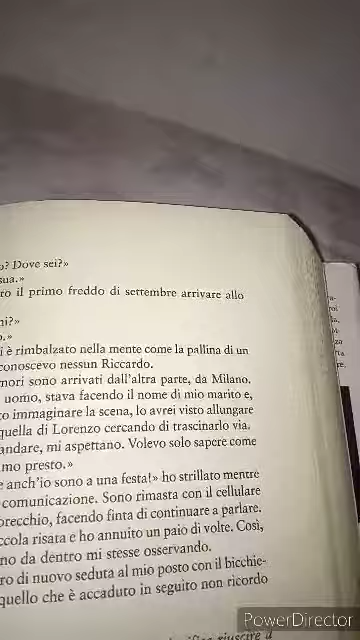 ? Dove sei?»
sua.»
ro il primo freddo di settembre arrivare allo
ni?»
o.»
i è rimbalzato nella mente come la pallina di un
conoscevo nessun Riccardo.
mori sono arrivati dall'altra parte, da Milano.
uomo, stava facendo il nome di mio marito e,
o immaginare la scena, lo avrei visto allungare
quella di Lorenzo cercando di trascinarlo via.
andare, mi aspettano. Volevo solo sapere come
mo presto.»
e anch'io sono a una festa!» ho strillato mentre
comunicazione. Sono rimasta con il cellulare
orecchio, facendo finta di continuare a parlare.
ccola risata e ho annuito un paio di volte. Così,
no da dentro mi stesse osservando.
ro di nuovo seduta al mio posto con il bicchie-
quello che è accaduto in seguito non ricordo
riuscire a
PowerDirector